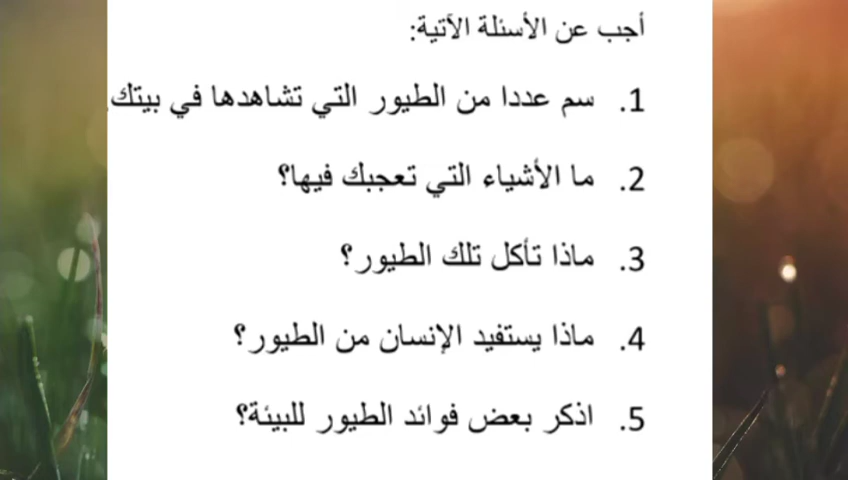 أجب عن الأسئلة الآتية:
1. سم عددا من الطيور التي تشاهدها في بيتك.
2. ما الأشياء التي تعجبك فيها؟
3. ماذا تأكل تلك الطيور؟
4. ماذا يستفيد الإنسان من الطيور؟
5. اذكر بعض فوائد الطيور للبيئة؟